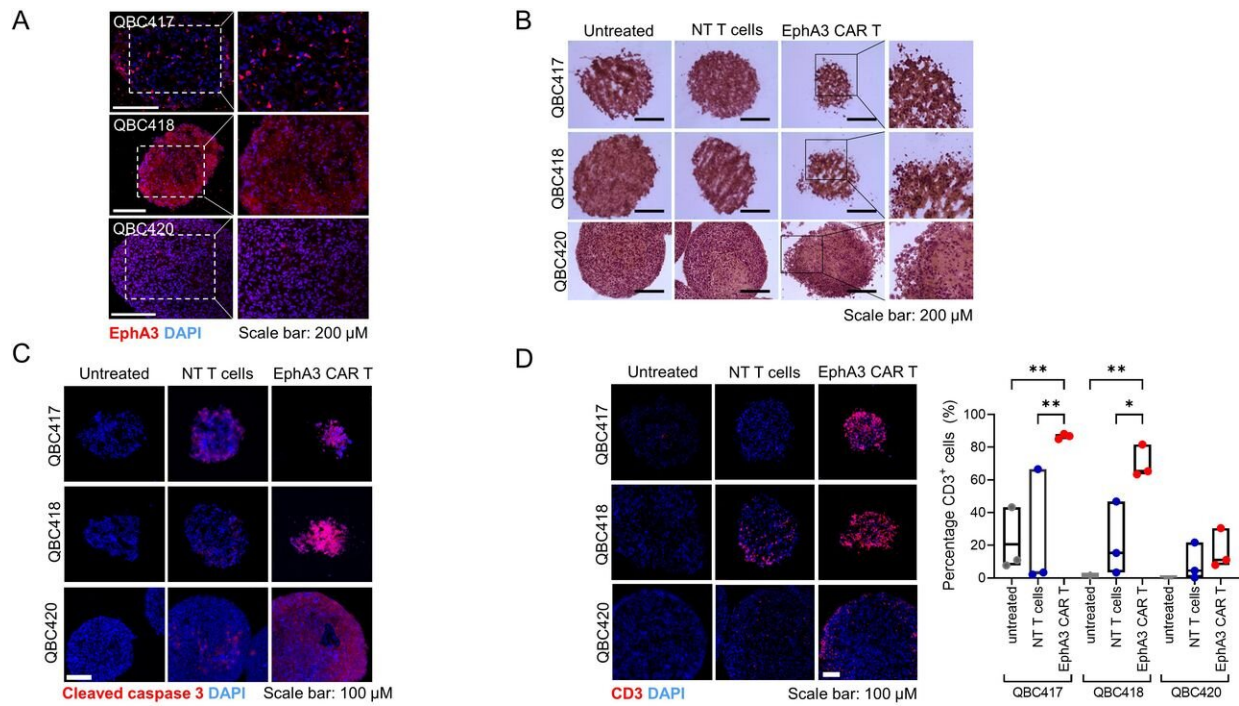 A
QBC417
QBC418
QBC420
EphA3 DAPI Scale bar: 200 µM
B
Untreated NT T cells EphA3 CAR T
QBC417
QBC418
QBC420
Scale bar: 200 µM
C
Untreated NT T cells EphA3 CAR T
QBC417
QBC418
QBC420
Cleaved caspase 3 DAPI Scale bar: 100 µM
D
Untreated NT T cells EphA3 CAR T
QBC417
QBC418
QBC420
CD3 DAPI Scale bar: 100 µM
Percentage CD3⁺ cells (%)
100
80
60
40
20
0
** **
** *
untreated NT T cells EphA3 CAR T untreated NT T cells EphA3 CAR T untreated NT T cells EphA3 CAR T
QBC417 QBC418 QBC420